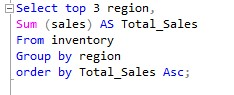 Select top 3 region,
Sum (sales) AS Total_Sales
From inventory
Group by region
order by Total_Sales Asc;